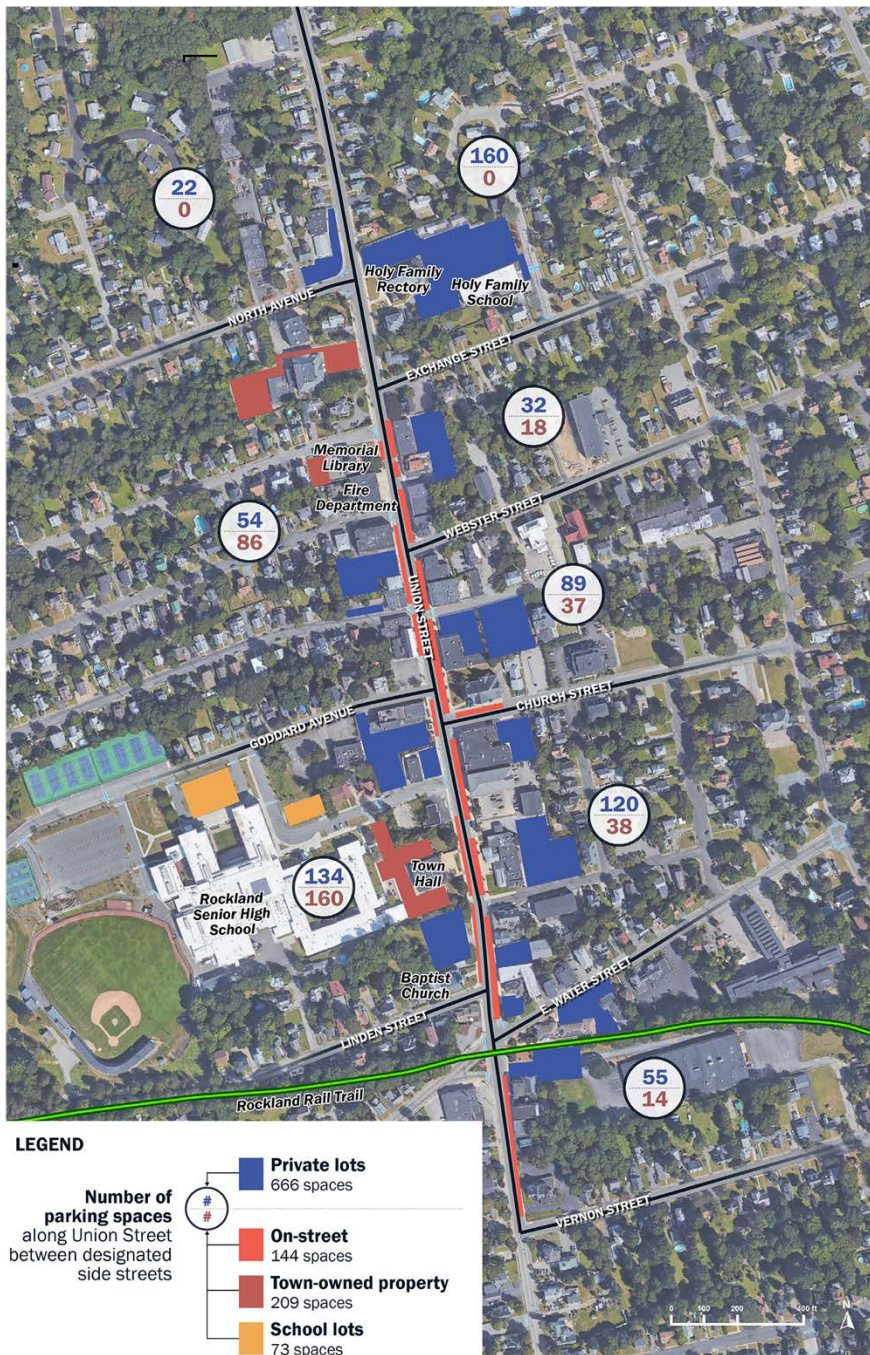 160
0
22
0
Holy Family
Rectory
Holy Family
School
NORTH AVENUE
EXCHANGE STREET
32
18
Memorial
Library
Fire
Department
WEBSTER STREET
54
86
UNION STREET
89
37
CHURCH STREET
GODDARD AVENUE
120
38
134
160
Town
Hall
Rockland
Senior High
School
Baptist
Church
E. WATER STREET
LINDEN STREET
Rockland Rail Trail
55
14
VERNON STREET
LEGEND
Number of
parking spaces
along Union Street
between designated
side streets
#
#
Private lots
666 spaces
On-street
144 spaces
Town-owned property
209 spaces
School lots
73 spaces
0 100 200 400 ft
N